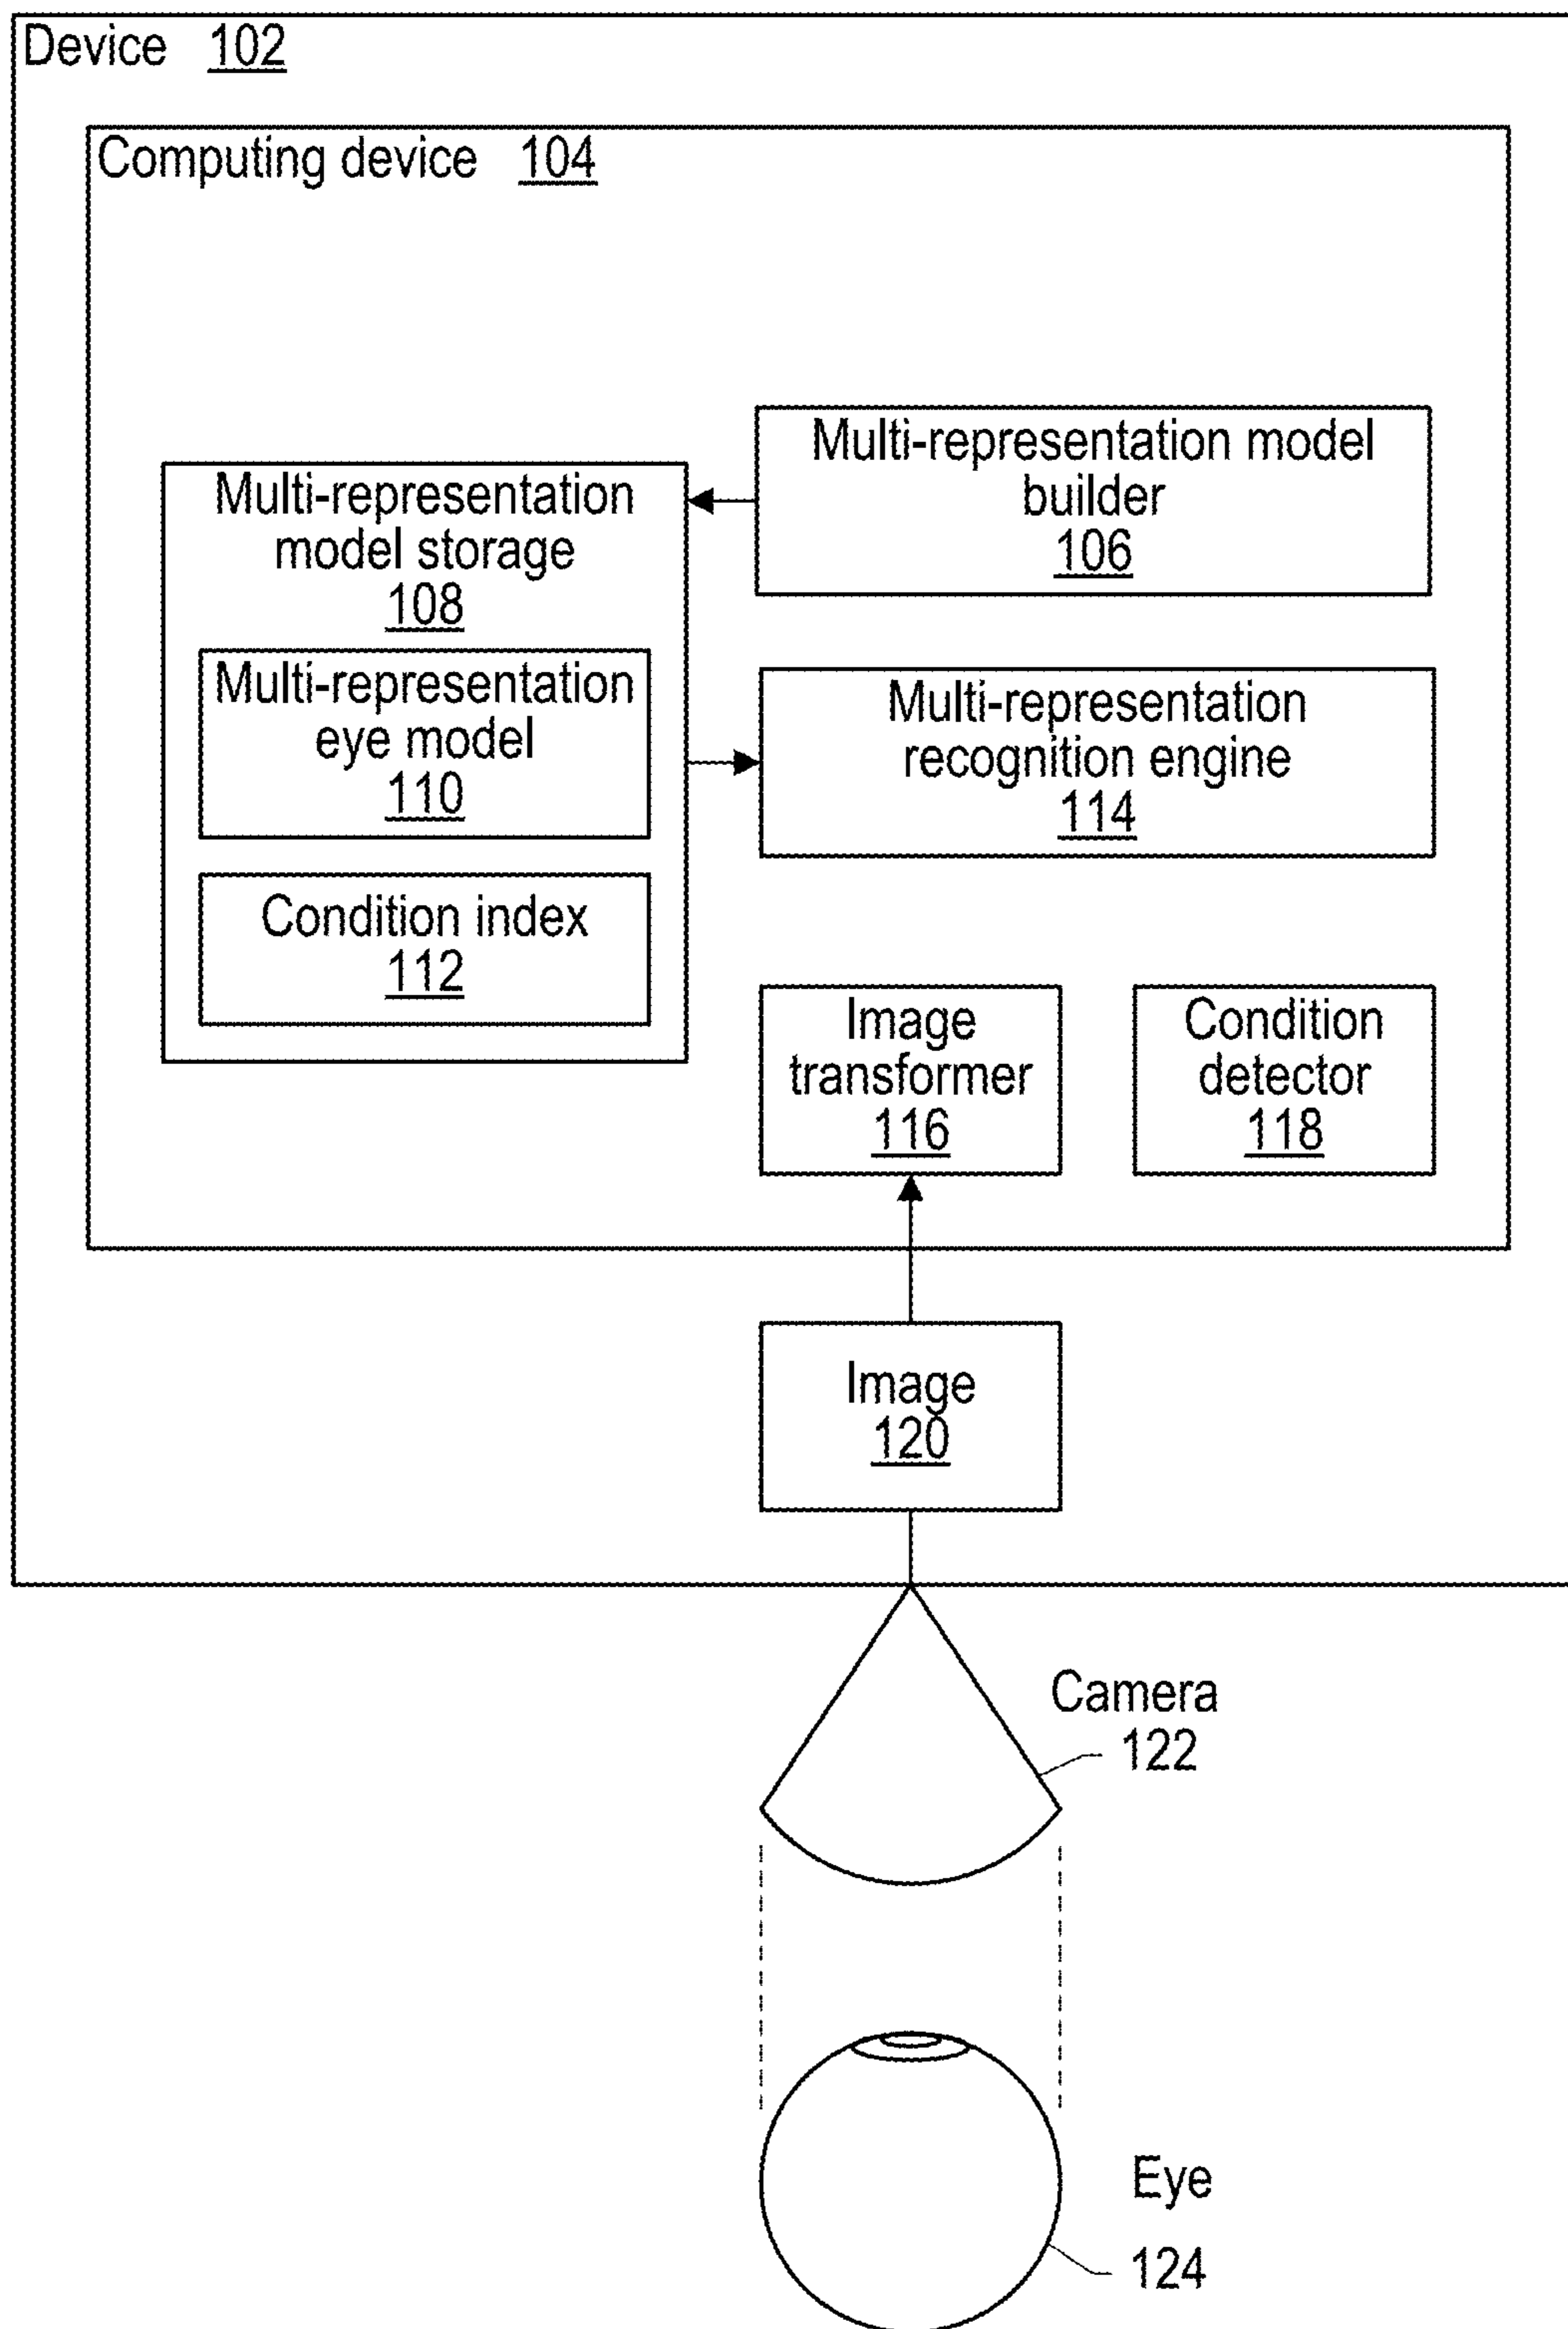 Device 102
Computing device 104
Multi-representation model
builder
106
Multi-representation
model storage
108
Multi-representation
eye model
110
Condition index
112
Multi-representation
recognition engine
114
Image
transformer
116
Condition
detector
118
Image
120
Camera
122
Eye
124